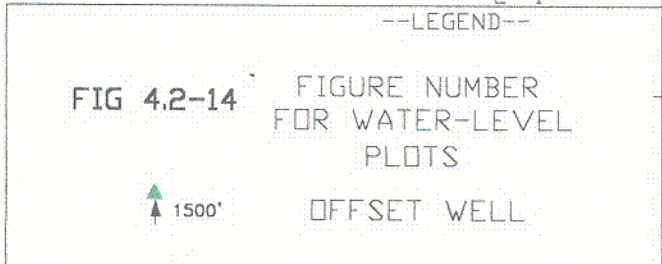 --LEGEND--
FIG 4.2-14
FIGURE NUMBER
FOR WATER-LEVEL
PLOTS
1500'
OFFSET WELL